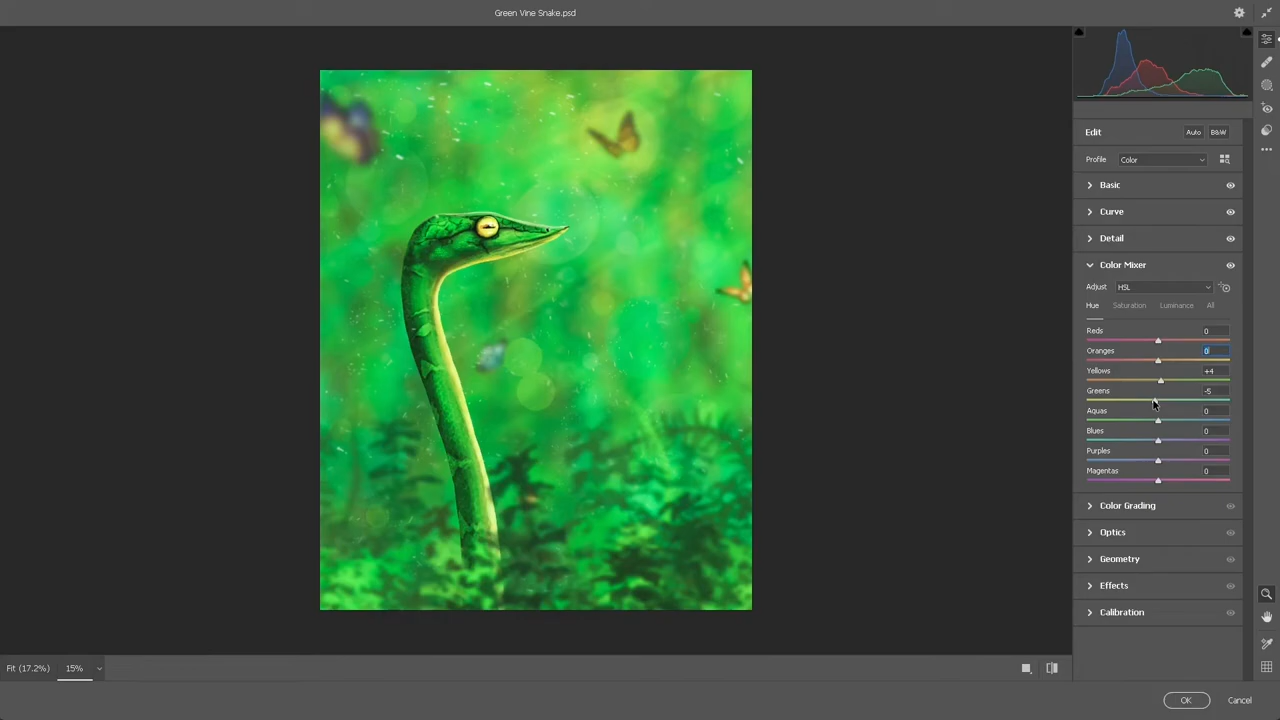 Green Vine Snake.psd
Edit
Auto
B&W
Profile
Color
Basic
Curve
Detail
Color Mixer
Adjust
HSL
Hue
Saturation
Luminance
All
Reds
0
Oranges
0
Yellows
+4
Greens
-5
Aquas
0
Blues
0
Purples
0
Magentas
0
Color Grading
Optics
Geometry
Effects
Calibration
Fit (17.2%)
15%
OK
Cancel